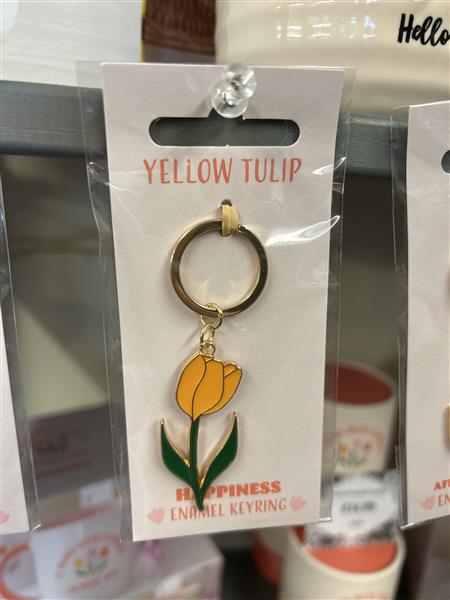 Hello
YELLOW TULIP
HAPPINESS
ENAMEL KEYRING